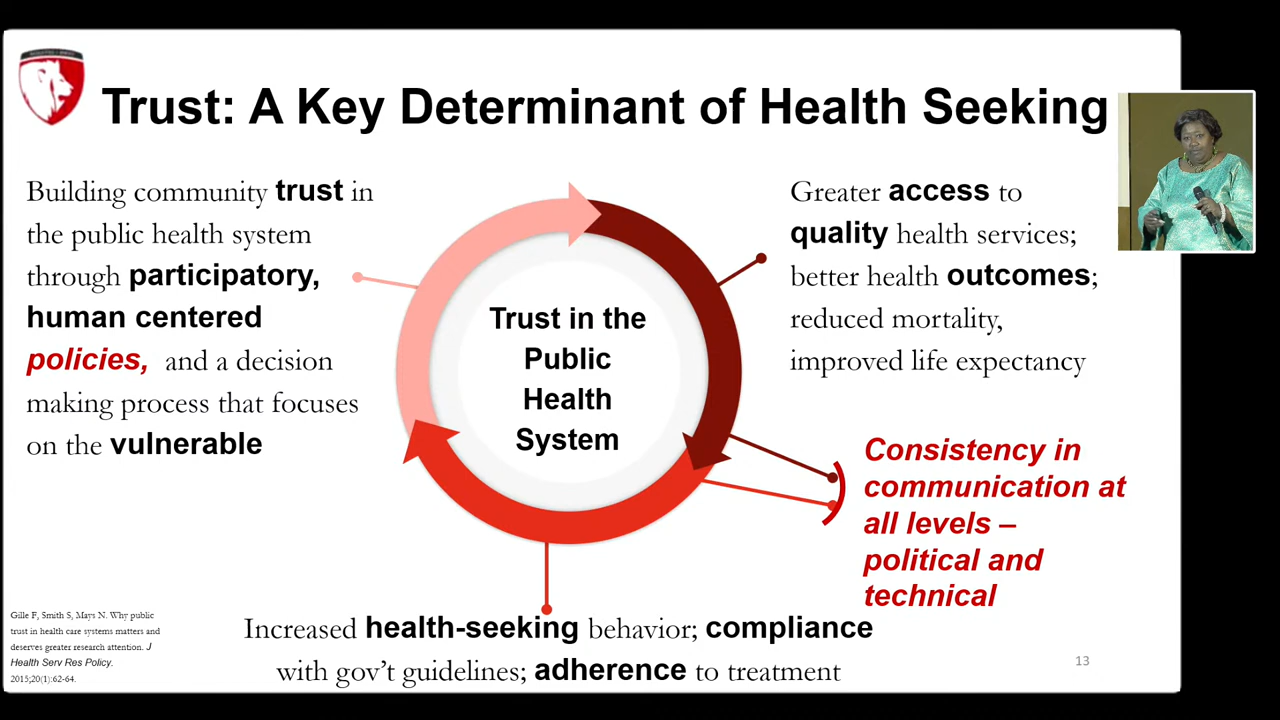 Trust: A Key Determinant of Health Seeking
Building community trust in
the public health system
through participatory,
human centered
policies, and a decision
making process that focuses
on the vulnerable
Trust in the
Public
Health
System
Greater access to
quality health services;
better health outcomes;
reduced mortality,
improved life expectancy
Consistency in
communication at
all levels –
political and
technical
Increased health-seeking behavior; compliance
with gov’t guidelines; adherence to treatment
Gille F, Smith S, Mays N. Why public
trust in health care systems matters and
deserves greater research attention. J
Health Serv Res Policy.
2015;20(1):62-64.
13